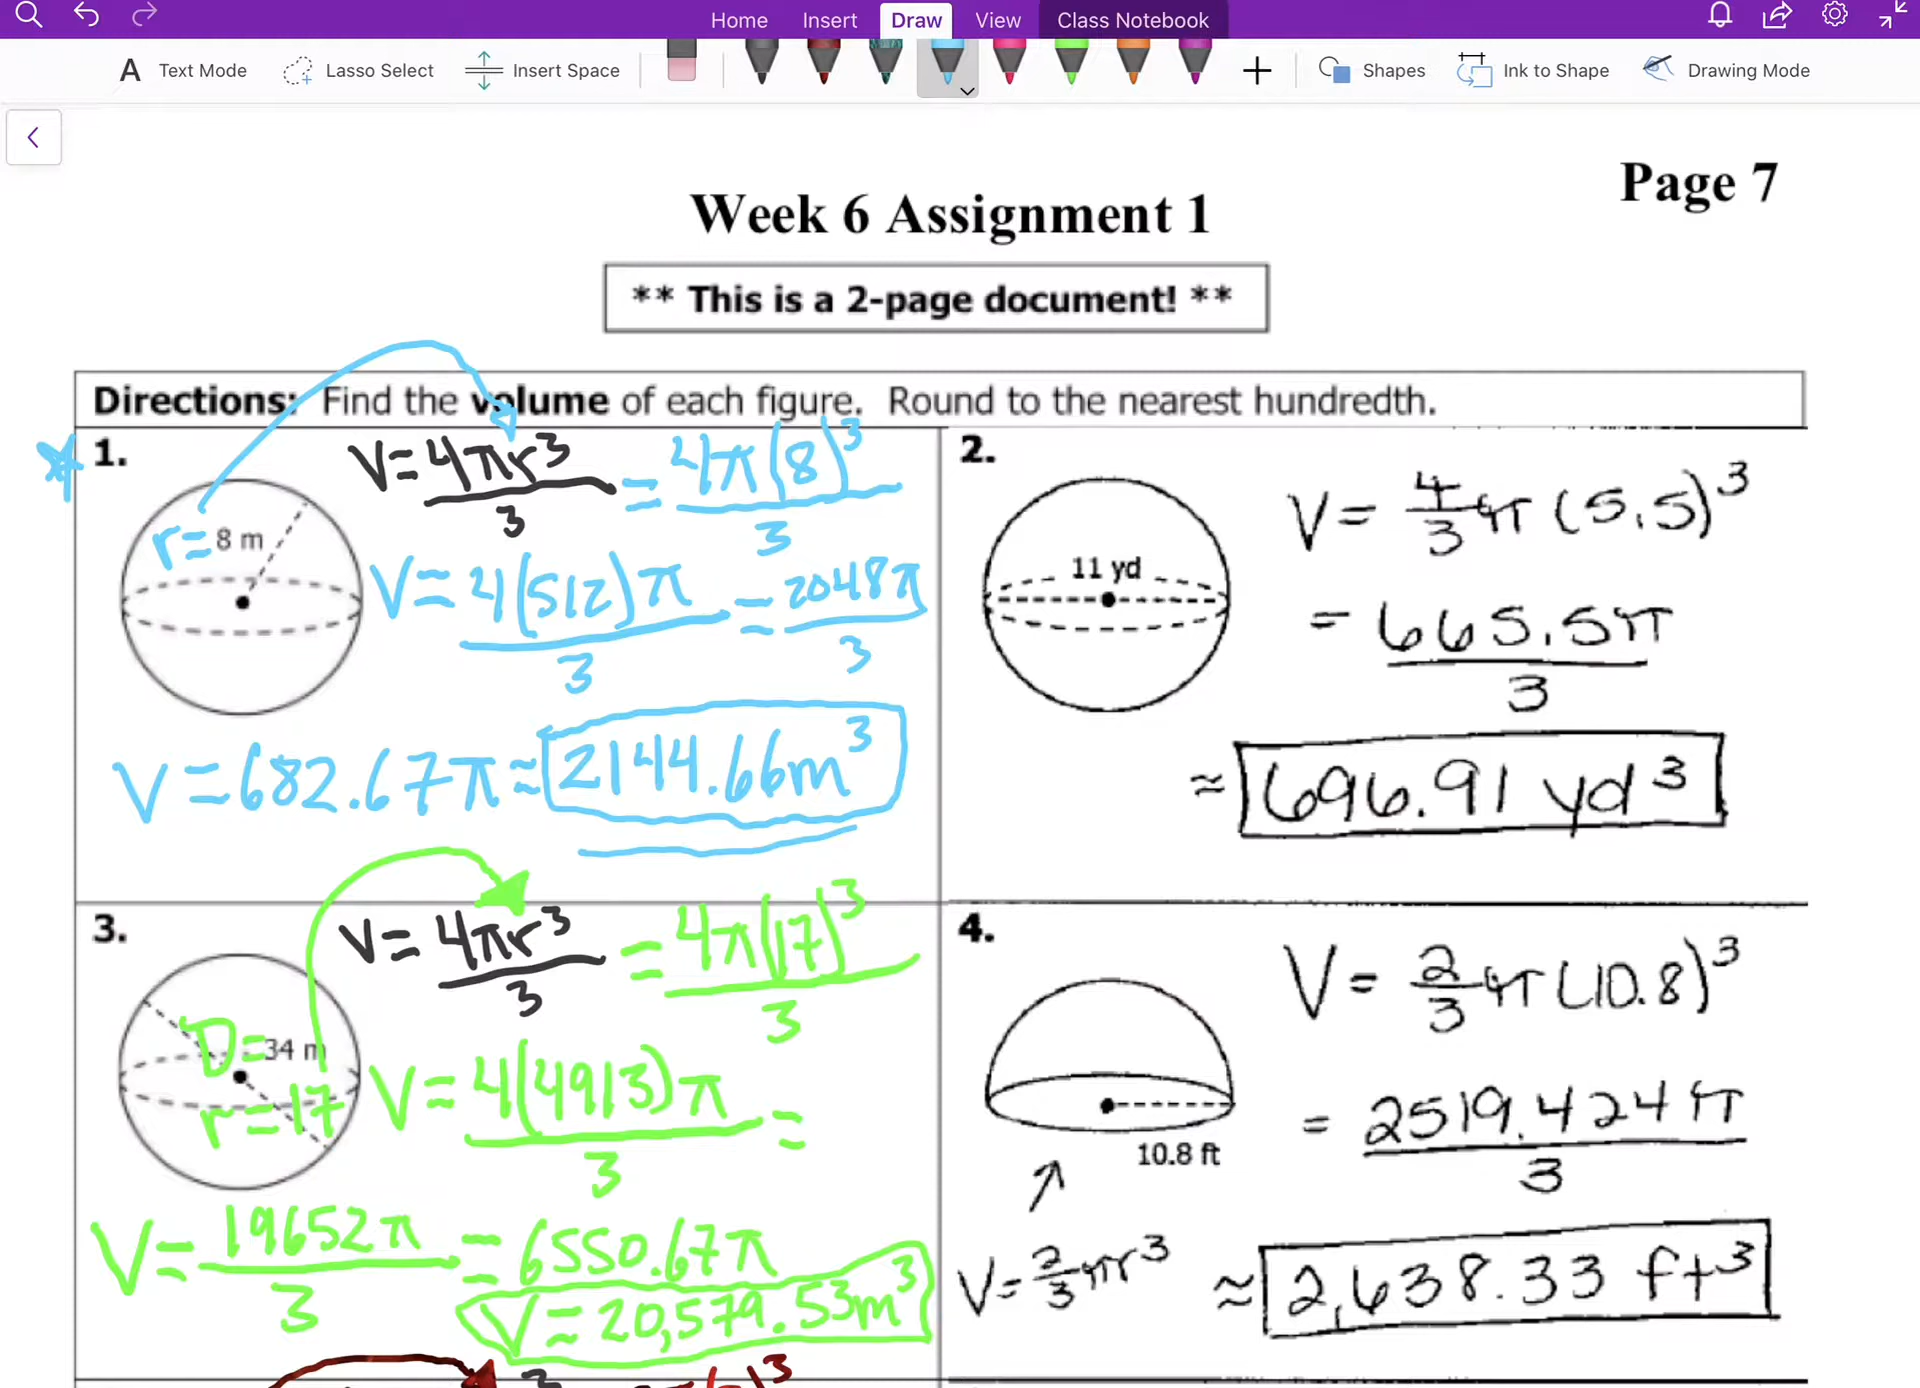 Home Insert Draw View Class Notebook
Text Mode Lasso Select Insert Space Shapes Ink to Shape Drawing Mode
Page 7
Week 6 Assignment 1
** This is a 2-page document! **
Directions: Find the volume of each figure. Round to the nearest hundredth.
1.
V=4πr³/3 = 4π(8)³/3
r= 8 m
V= 4(512)π/3 = 2048π/3
V=682.67π≈2144.66m³
2.
11 yd
V= 4/3 π (5.5)³
= 665.5π/3
≈ 696.91 yd³
3.
V= 4πr³/3 = 4π(17)³/3
D= 34 m
r=17
V= 4(4913)π/3 =
V= 19652π/3 = 6550.67π
V≈20,579.53m³
4.
V= 2/3 π(10.8)³
10.8 ft
= 2519.424π/3
V=2/3πr³
≈ 2,638.33 ft³